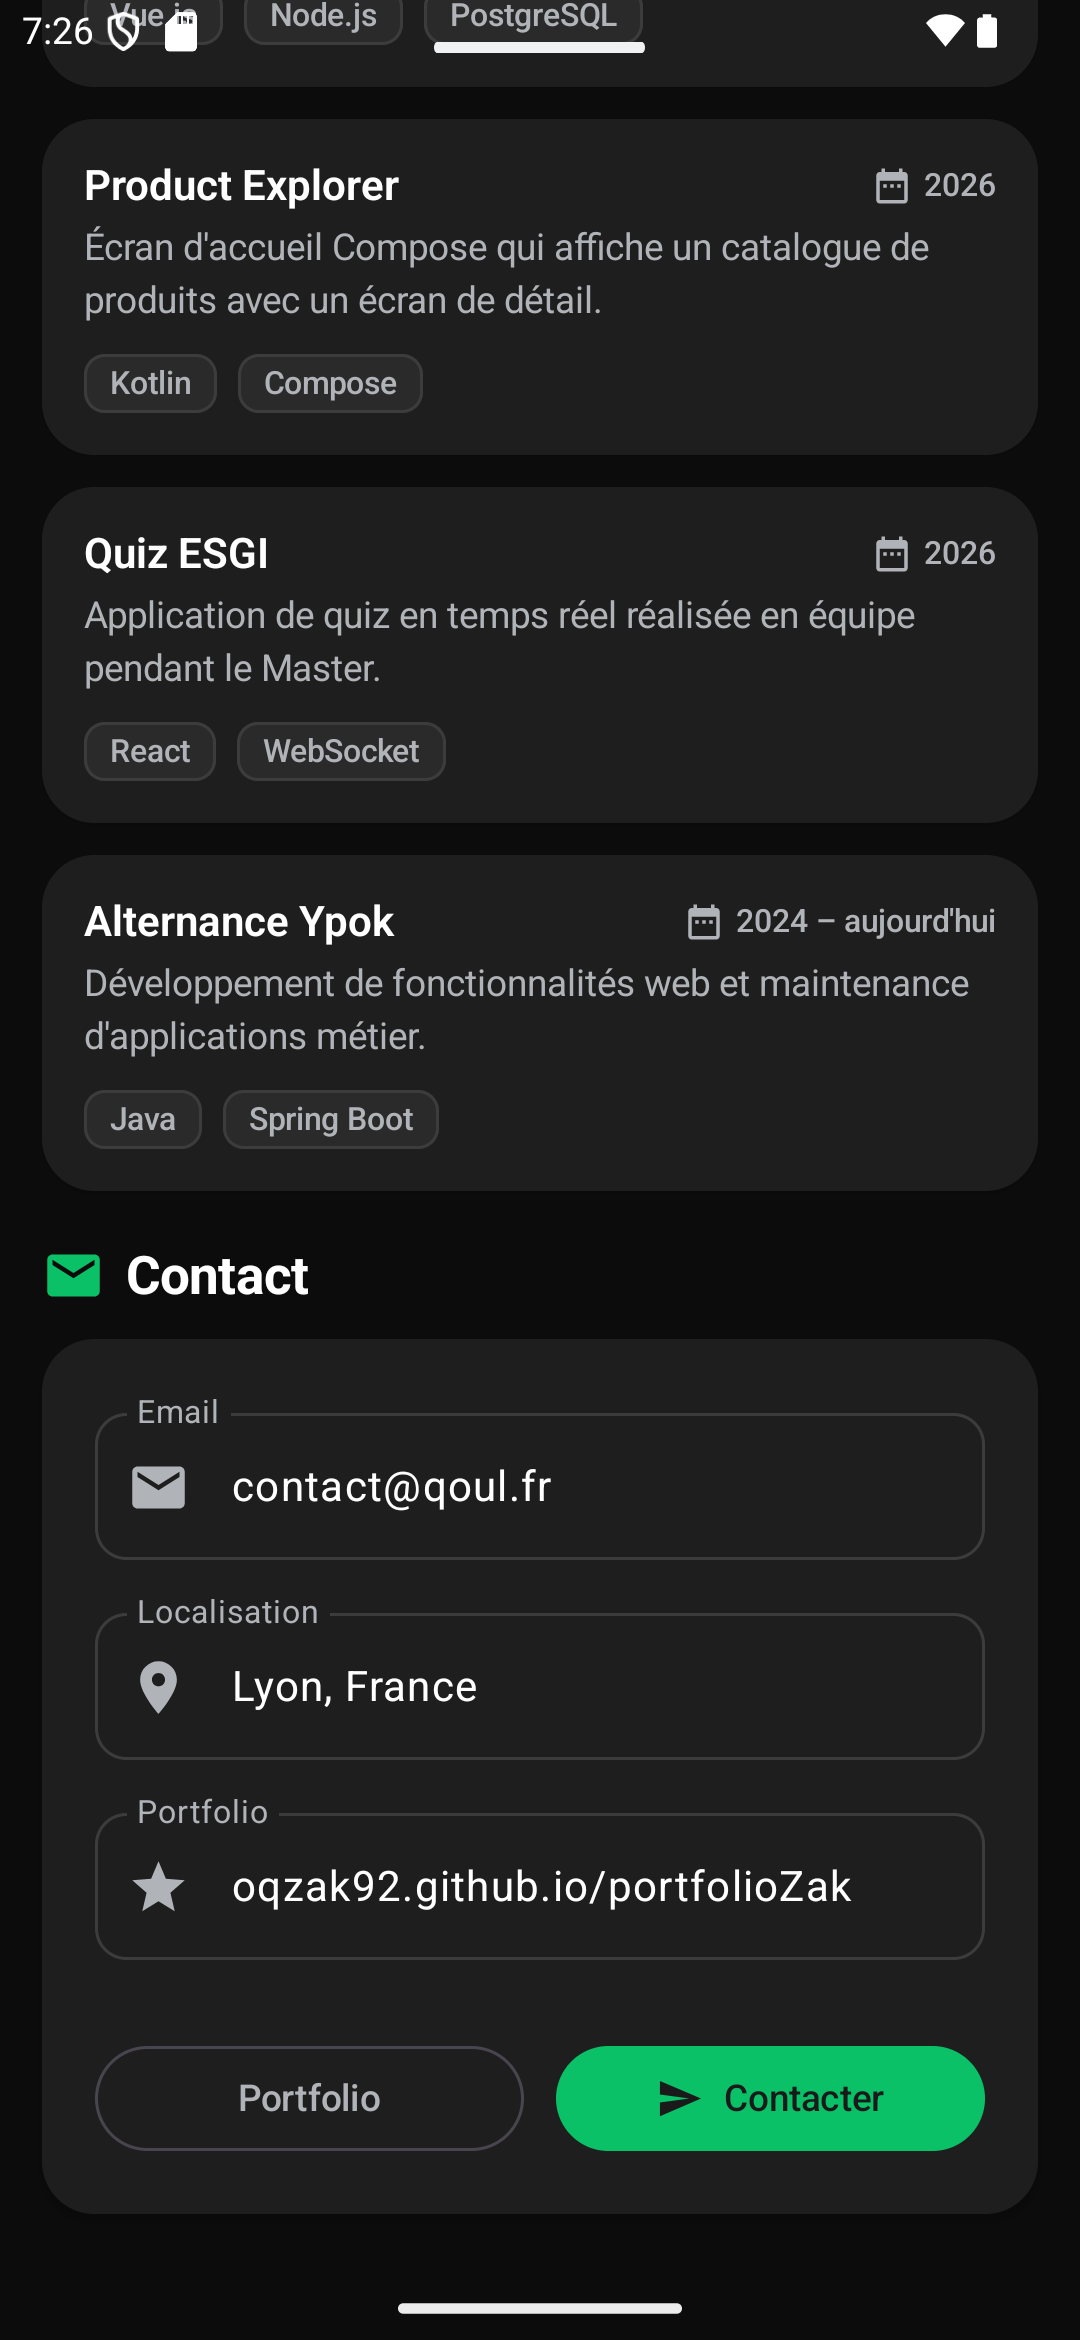 7:26
Vue.js
Node.js
PostgreSQL
Product Explorer
2026
Écran d'accueil Compose qui affiche un catalogue de
produits avec un écran de détail.
Kotlin
Compose
Quiz ESGI
2026
Application de quiz en temps réel réalisée en équipe
pendant le Master.
React
WebSocket
Alternance Ypok
2024 – aujourd'hui
Développement de fonctionnalités web et maintenance
d'applications métier.
Java
Spring Boot
Contact
Email
contact@qoul.fr
Localisation
Lyon, France
Portfolio
oqzak92.github.io/portfolioZak
Portfolio
Contacter